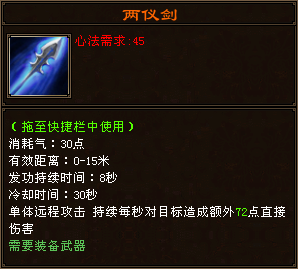 两仪剑
心法需求:45
（拖至快捷栏中使用）
消耗气：30点
有效距离：0-15米
发功持续时间：8秒
冷却时间：30秒
单体远程攻击 持续每秒对目标造成额外72点直接
伤害
需要装备武器